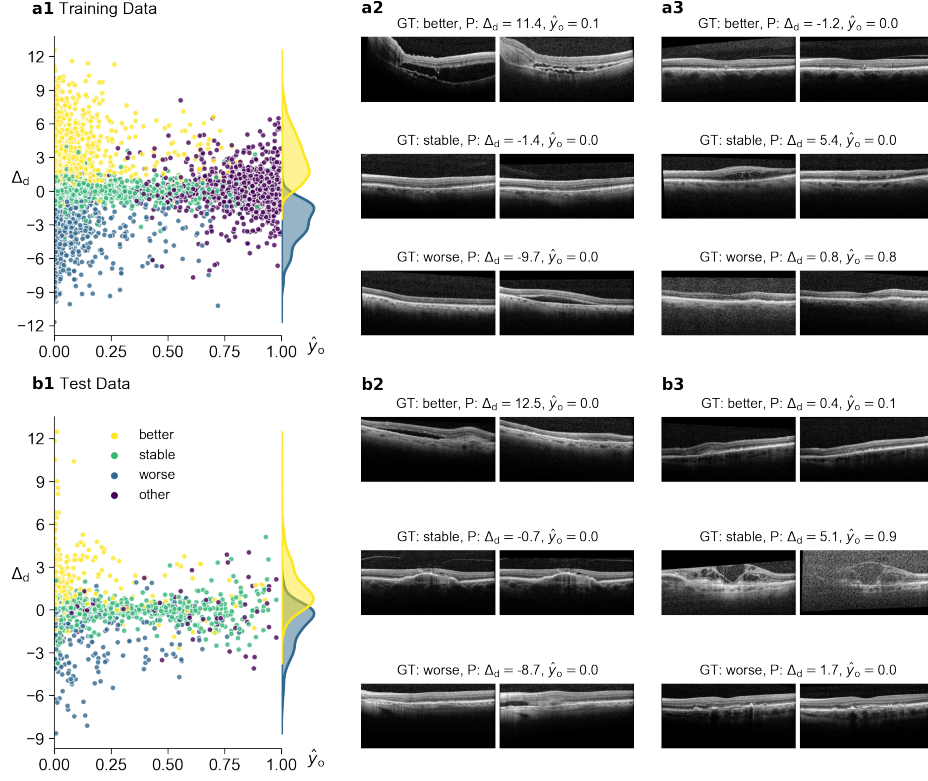 a1 Training Data
12
9
6
3
Δd
0
−3
−6
−9
−12
0.00 0.25 0.50 0.75 1.00 ŷo
a2
GT: better, P: Δd = 11.4, ŷo = 0.1
GT: stable, P: Δd = -1.4, ŷo = 0.0
GT: worse, P: Δd = -9.7, ŷo = 0.0
a3
GT: better, P: Δd = -1.2, ŷo = 0.0
GT: stable, P: Δd = 5.4, ŷo = 0.0
GT: worse, P: Δd = 0.8, ŷo = 0.8
b1 Test Data
12
9
6
3
Δd
0
−3
−6
−9
better
stable
worse
other
0.00 0.25 0.50 0.75 1.00 ŷo
b2
GT: better, P: Δd = 12.5, ŷo = 0.0
GT: stable, P: Δd = -0.7, ŷo = 0.0
GT: worse, P: Δd = -8.7, ŷo = 0.0
b3
GT: better, P: Δd = 0.4, ŷo = 0.1
GT: stable, P: Δd = 5.1, ŷo = 0.9
GT: worse, P: Δd = 1.7, ŷo = 0.0